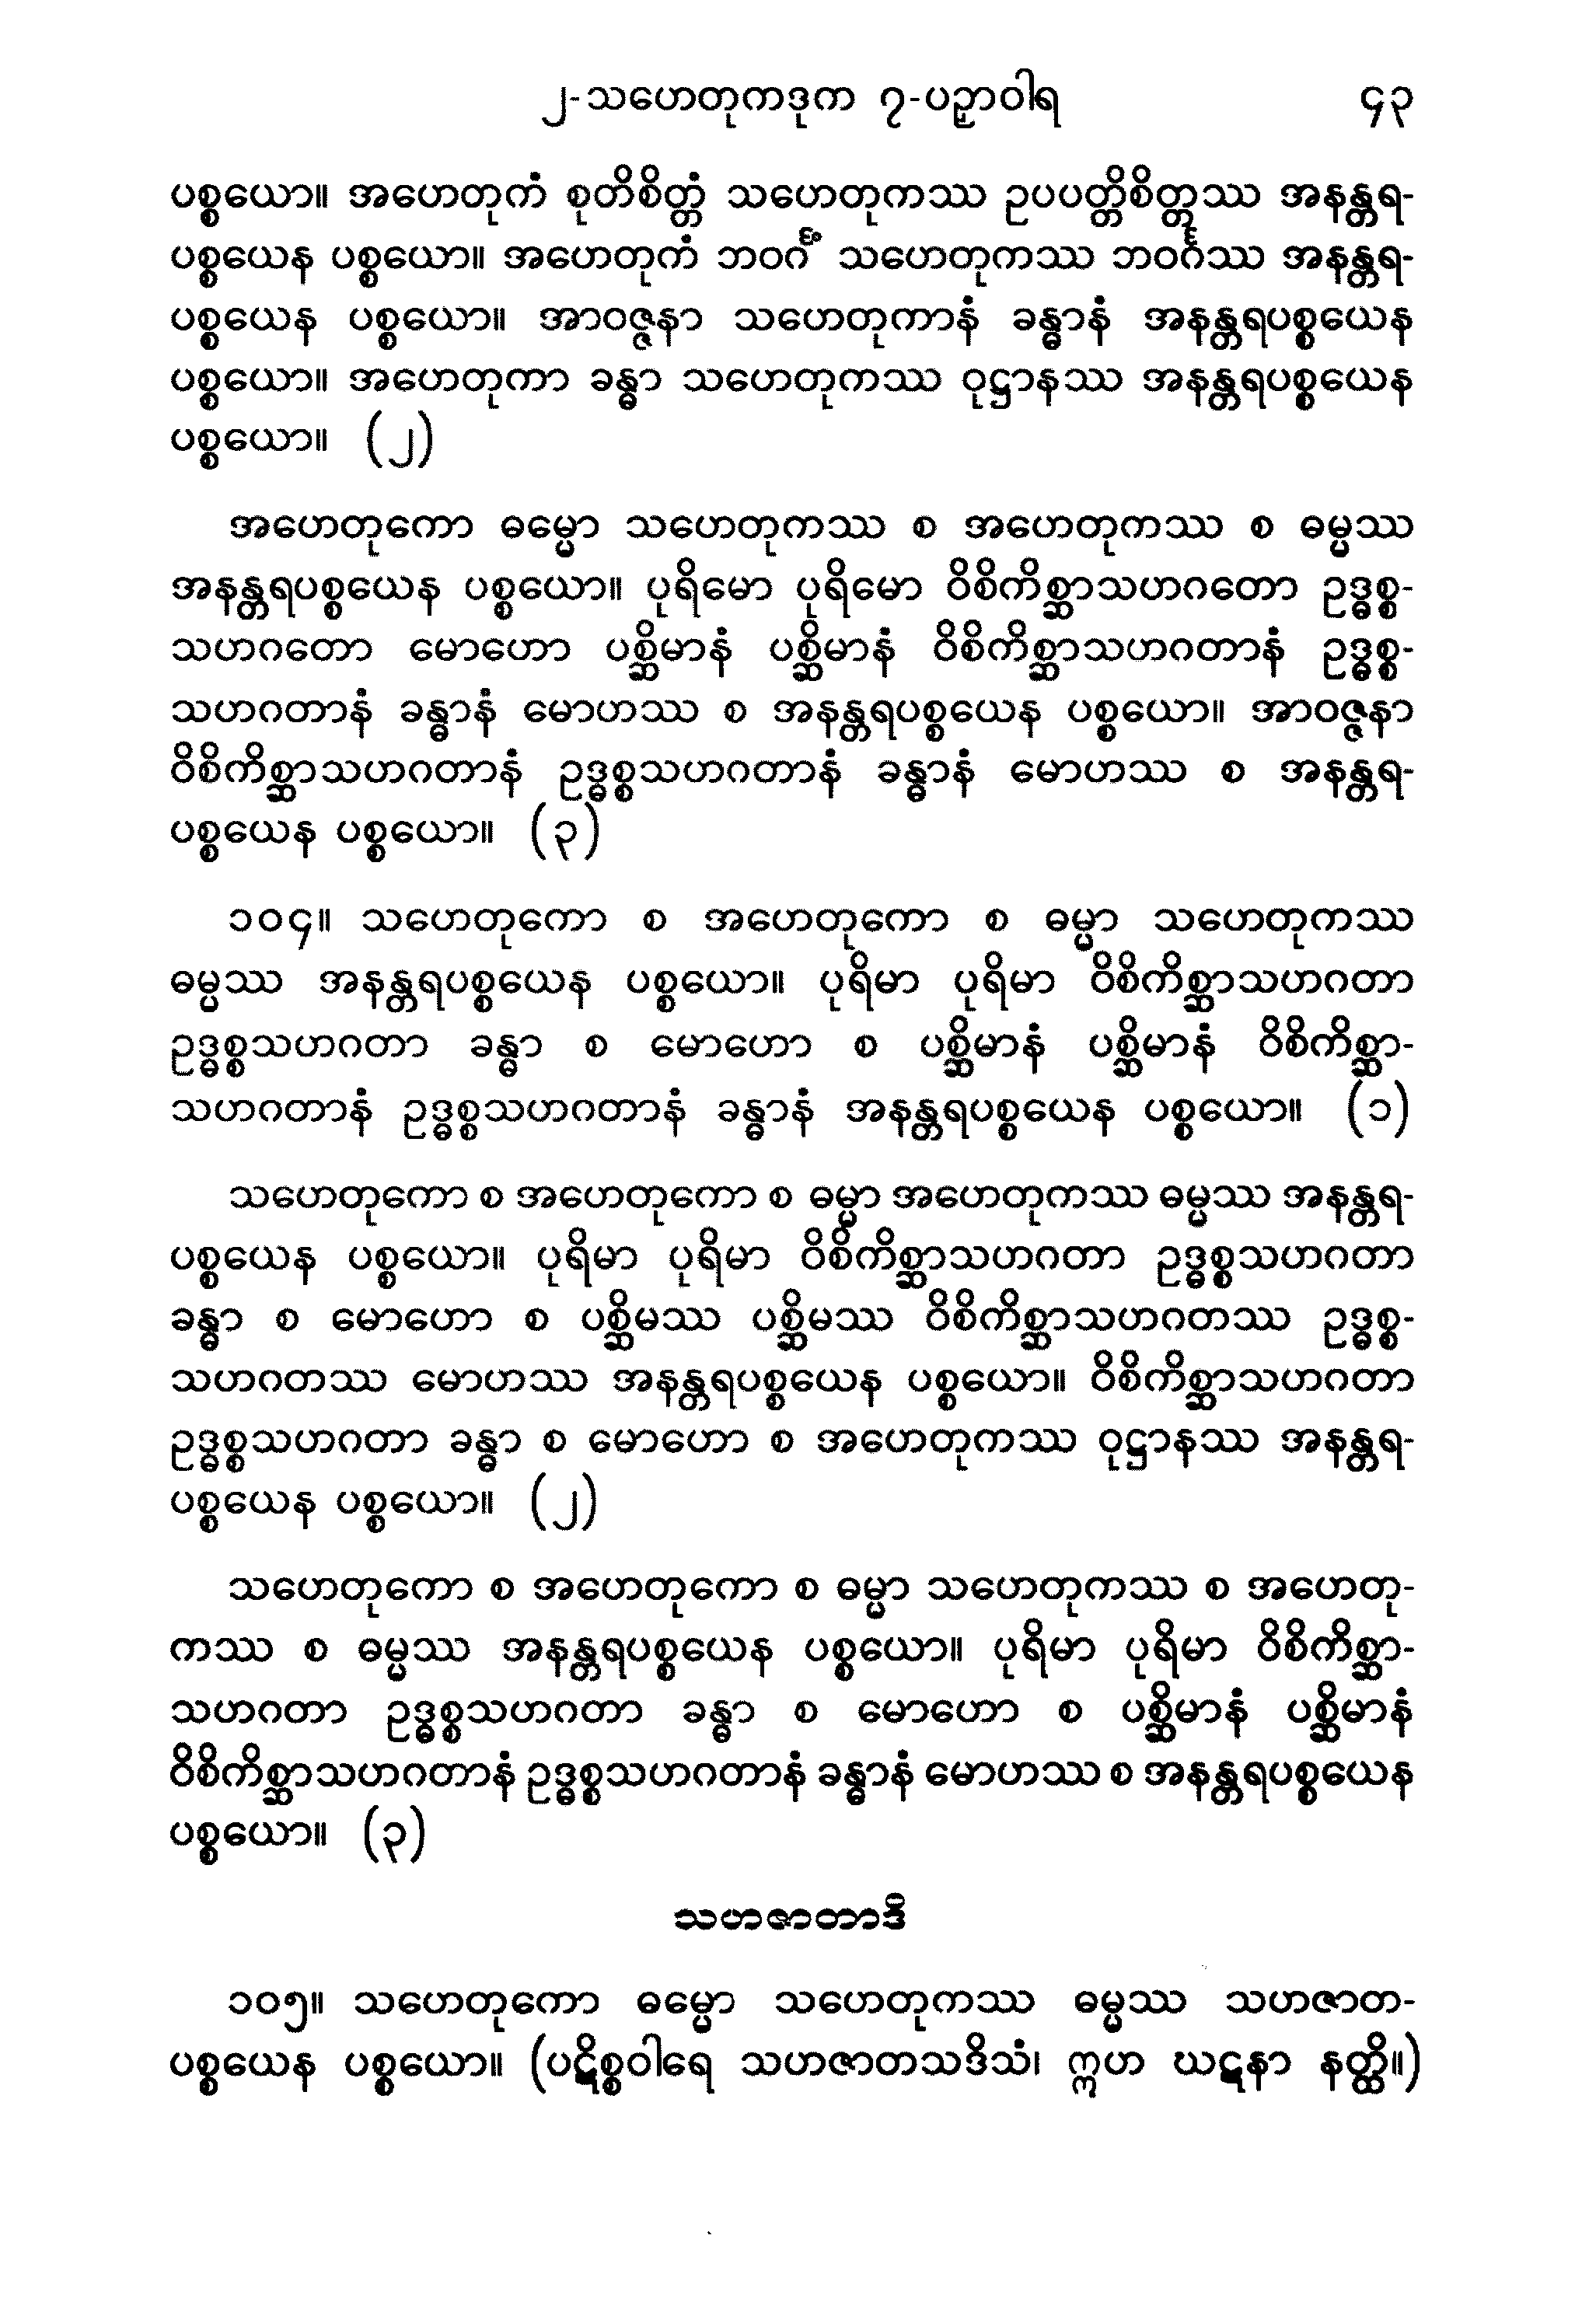 ၂-သဟေတုကဒုက ၇-ပဉှာဝါရ ၄၃
ပစ္စယော။ အဟေတုကံ စုတိစိတ္တံ သဟေတုကဿ ဥပပတ္တိစိတ္တဿ အနန္တရ-
ပစ္စယေန ပစ္စယော။ အဟေတုကံ ဘဝင်္ဂံ သဟေတုကဿ ဘဝင်္ဂဿ အနန္တရ-
ပစ္စယေန ပစ္စယော။ အာဝဇ္ဇနာ သဟေတုကာနံ ခန္ဓာနံ အနန္တရပစ္စယေန
ပစ္စယော။ အဟေတုကာ ခန္ဓာ သဟေတုကဿ ဝုဋ္ဌာနဿ အနန္တရပစ္စယေန
ပစ္စယော။ (၂)
အဟေတုကော ဓမ္မော သဟေတုကဿ စ အဟေတုကဿ စ ဓမ္မဿ
အနန္တရပစ္စယေန ပစ္စယော။ ပုရိမော ပုရိမော ဝိစိကိစ္ဆာသဟဂတော ဥဒ္ဓစ္စ-
သဟဂတော မောဟော ပစ္ဆိမာနံ ပစ္ဆိမာနံ ဝိစိကိစ္ဆာသဟဂတာနံ ဥဒ္ဓစ္စ-
သဟဂတာနံ ခန္ဓာနံ မောဟဿ စ အနန္တရပစ္စယေန ပစ္စယော။ အာဝဇ္ဇနာ
ဝိစိကိစ္ဆာသဟဂတာနံ ဥဒ္ဓစ္စသဟဂတာနံ ခန္ဓာနံ မောဟဿ စ အနန္တရ-
ပစ္စယေန ပစ္စယော။ (၃)
၁၀၄။ သဟေတုကော စ အဟေတုကော စ ဓမ္မာ သဟေတုကဿ
ဓမ္မဿ အနန္တရပစ္စယေန ပစ္စယော။ ပုရိမာ ပုရိမာ ဝိစိကိစ္ဆာသဟဂတာ
ဥဒ္ဓစ္စသဟဂတာ ခန္ဓာ စ မောဟော စ ပစ္ဆိမာနံ ပစ္ဆိမာနံ ဝိစိကိစ္ဆာ-
သဟဂတာနံ ဥဒ္ဓစ္စသဟဂတာနံ ခန္ဓာနံ အနန္တရပစ္စယေန ပစ္စယော။ (၁)
သဟေတုကော စ အဟေတုကော စ ဓမ္မာ အဟေတုကဿ ဓမ္မဿ အနန္တရ-
ပစ္စယေန ပစ္စယော။ ပုရိမာ ပုရိမာ ဝိစိကိစ္ဆာသဟဂတာ ဥဒ္ဓစ္စသဟဂတာ
ခန္ဓာ စ မောဟော စ ပစ္ဆိမဿ ပစ္ဆိမဿ ဝိစိကိစ္ဆာသဟဂတဿ ဥဒ္ဓစ္စ-
သဟဂတဿ မောဟဿ အနန္တရပစ္စယေန ပစ္စယော။ ဝိစိကိစ္ဆာသဟဂတာ
ဥဒ္ဓစ္စသဟဂတာ ခန္ဓာ စ မောဟော စ အဟေတုကဿ ဝုဋ္ဌာနဿ အနန္တရ-
ပစ္စယေန ပစ္စယော။ (၂)
သဟေတုကော စ အဟေတုကော စ ဓမ္မာ သဟေတုကဿ စ အဟေတု-
ကဿ စ ဓမ္မဿ အနန္တရပစ္စယေန ပစ္စယော။ ပုရိမာ ပုရိမာ ဝိစိကိစ္ဆာ-
သဟဂတာ ဥဒ္ဓစ္စသဟဂတာ ခန္ဓာ စ မောဟော စ ပစ္ဆိမာနံ ပစ္ဆိမာနံ
ဝိစိကိစ္ဆာသဟဂတာနံ ဥဒ္ဓစ္စသဟဂတာနံ ခန္ဓာနံ မောဟဿ စ အနန္တရပစ္စယေန
ပစ္စယော။ (၃)
သဟဇာတာဒိ
၁၀၅။ သဟေတုကော ဓမ္မော သဟေတုကဿ ဓမ္မဿ သဟဇာတ-
ပစ္စယေန ပစ္စယော။ (ပဋိစ္စဝါရေ သဟဇာတသဒိသံ၊ ဣဟ ဃဋနာ နတ္ထိ။)